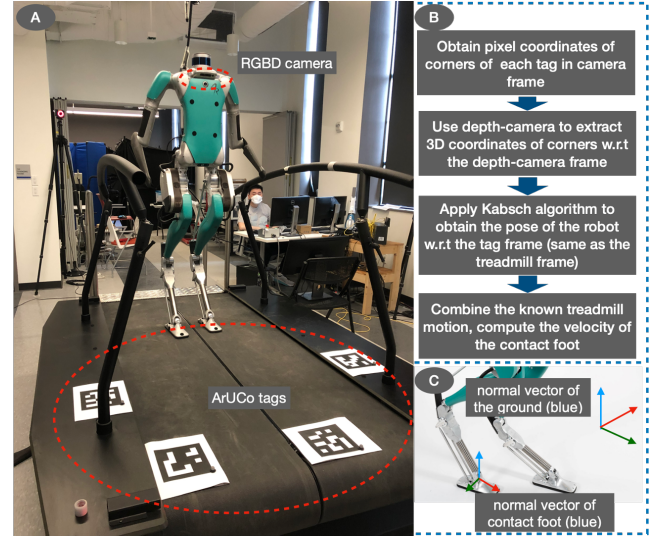 A
RGBD camera
ArUCo tags
B
Obtain pixel coordinates of
corners of each tag in camera
frame
Use depth-camera to extract
3D coordinates of corners w.r.t
the depth-camera frame
Apply Kabsch algorithm to
obtain the pose of the robot
w.r.t the tag frame (same as the
treadmill frame)
Combine the known treadmill
motion, compute the velocity of
the contact foot
C
normal vector of
the ground (blue)
normal vector of
contact foot (blue)